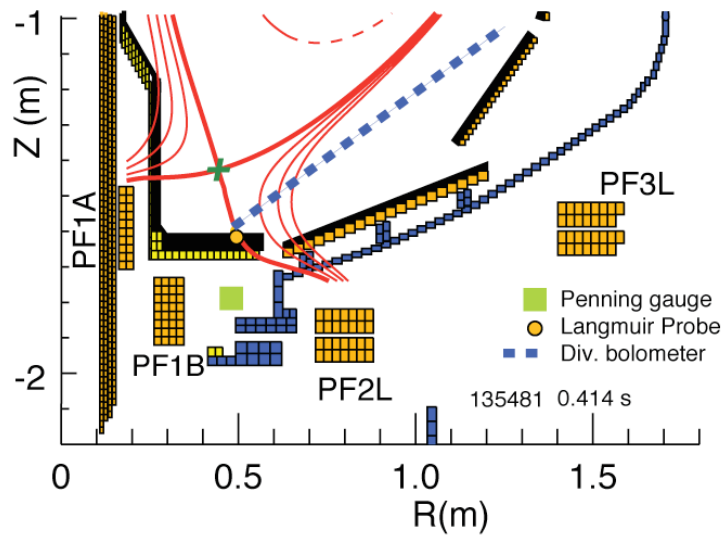 -1
Z (m)
PF1A
PF3L
Penning gauge
Langmuir Probe
Div. bolometer
PF1B
PF2L
-2
135481 0.414 s
0
0.5
1.0
1.5
R(m)